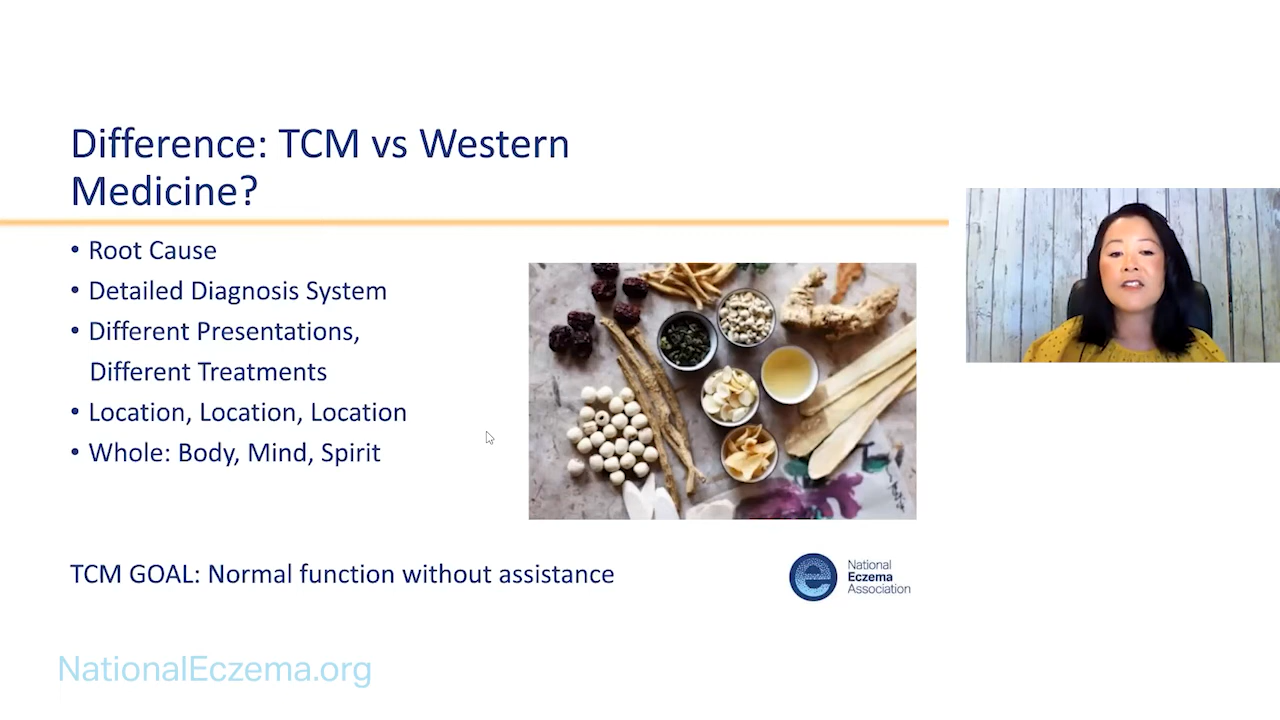 Difference: TCM vs Western
Medicine?
• Root Cause
• Detailed Diagnosis System
• Different Presentations,
Different Treatments
• Location, Location, Location
• Whole: Body, Mind, Spirit
TCM GOAL: Normal function without assistance
National
Eczema
Association
NationalEczema.org